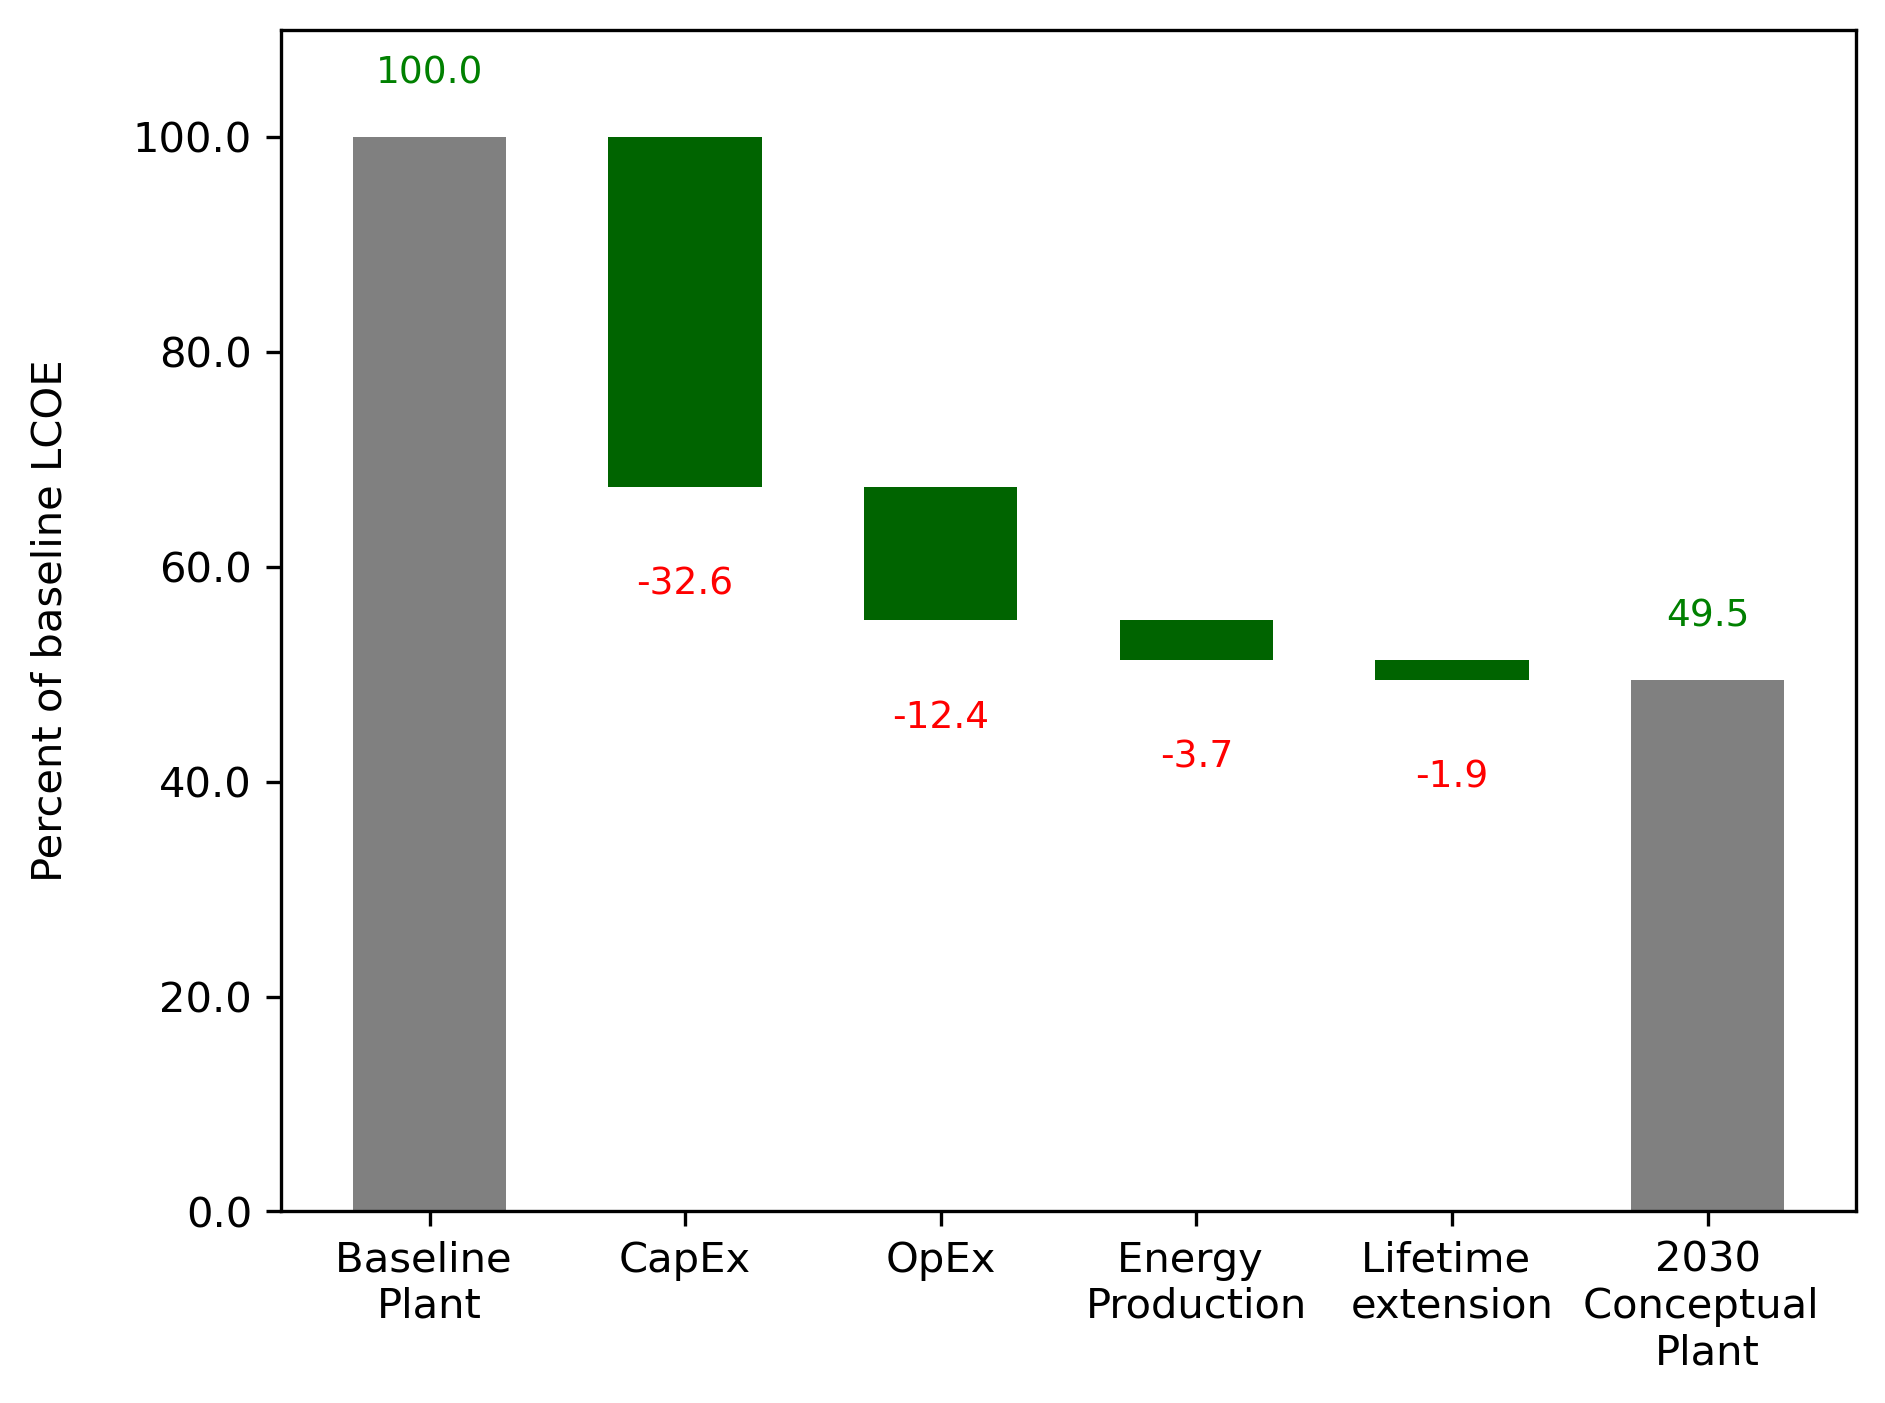 100.0
100.0
80.0
60.0
40.0
20.0
0.0
Percent of baseline LCOE
-32.6
-12.4
-3.7
-1.9
49.5
Baseline
Plant
CapEx
OpEx
Energy
Production
Lifetime
extension
2030
Conceptual
Plant